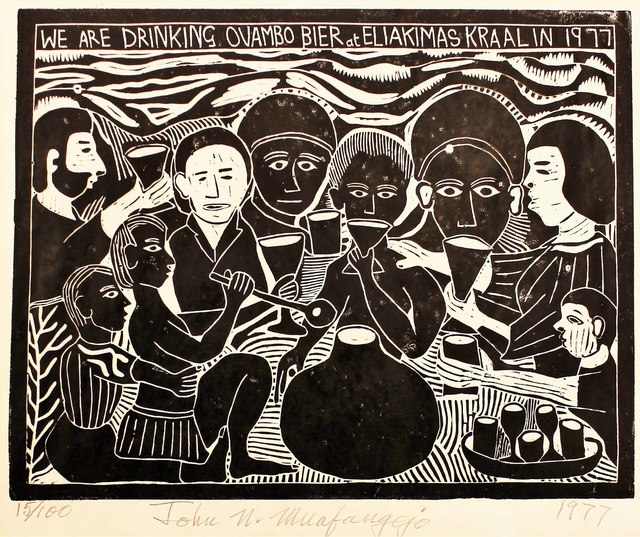 WE ARE DRINKING OVAMBO BIER at ELIAKIMAS KRAAL IN 1977
15/100 John N. Muafangejo 1977